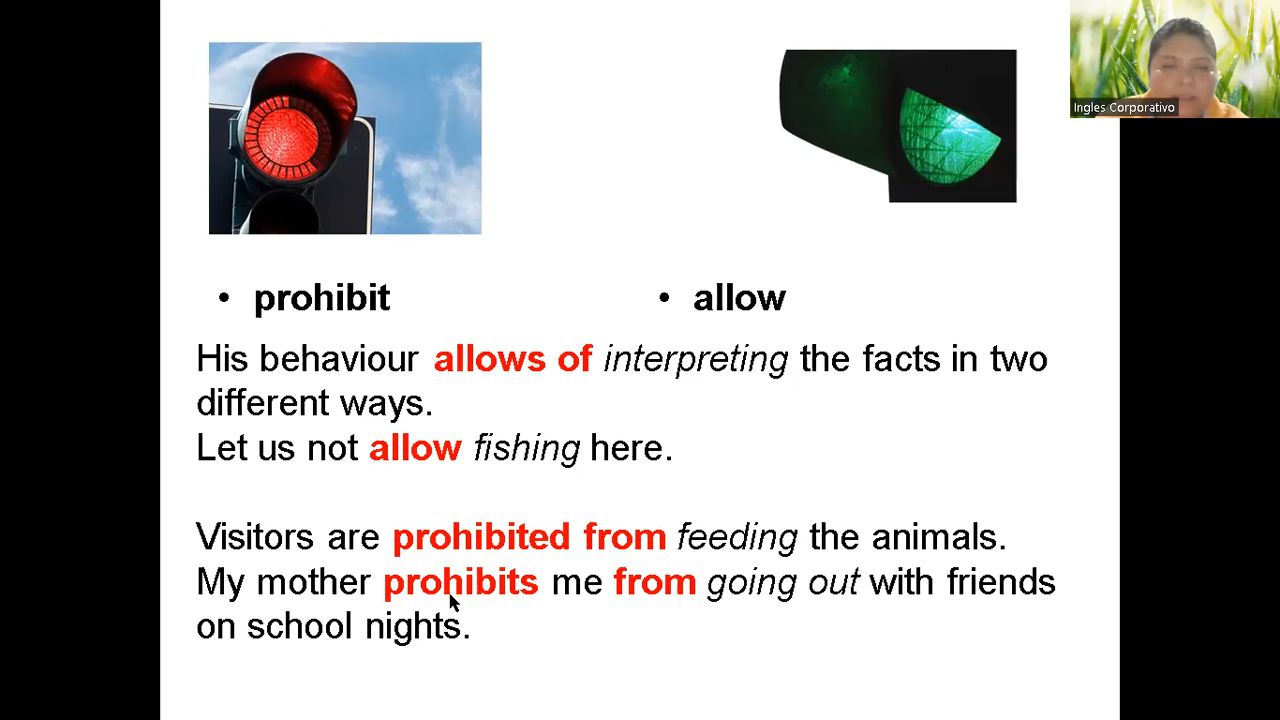 Ingles Corporativo
• prohibit
• allow
His behaviour allows of interpreting the facts in two
different ways.
Let us not allow fishing here.
Visitors are prohibited from feeding the animals.
My mother prohibits me from going out with friends
on school nights.